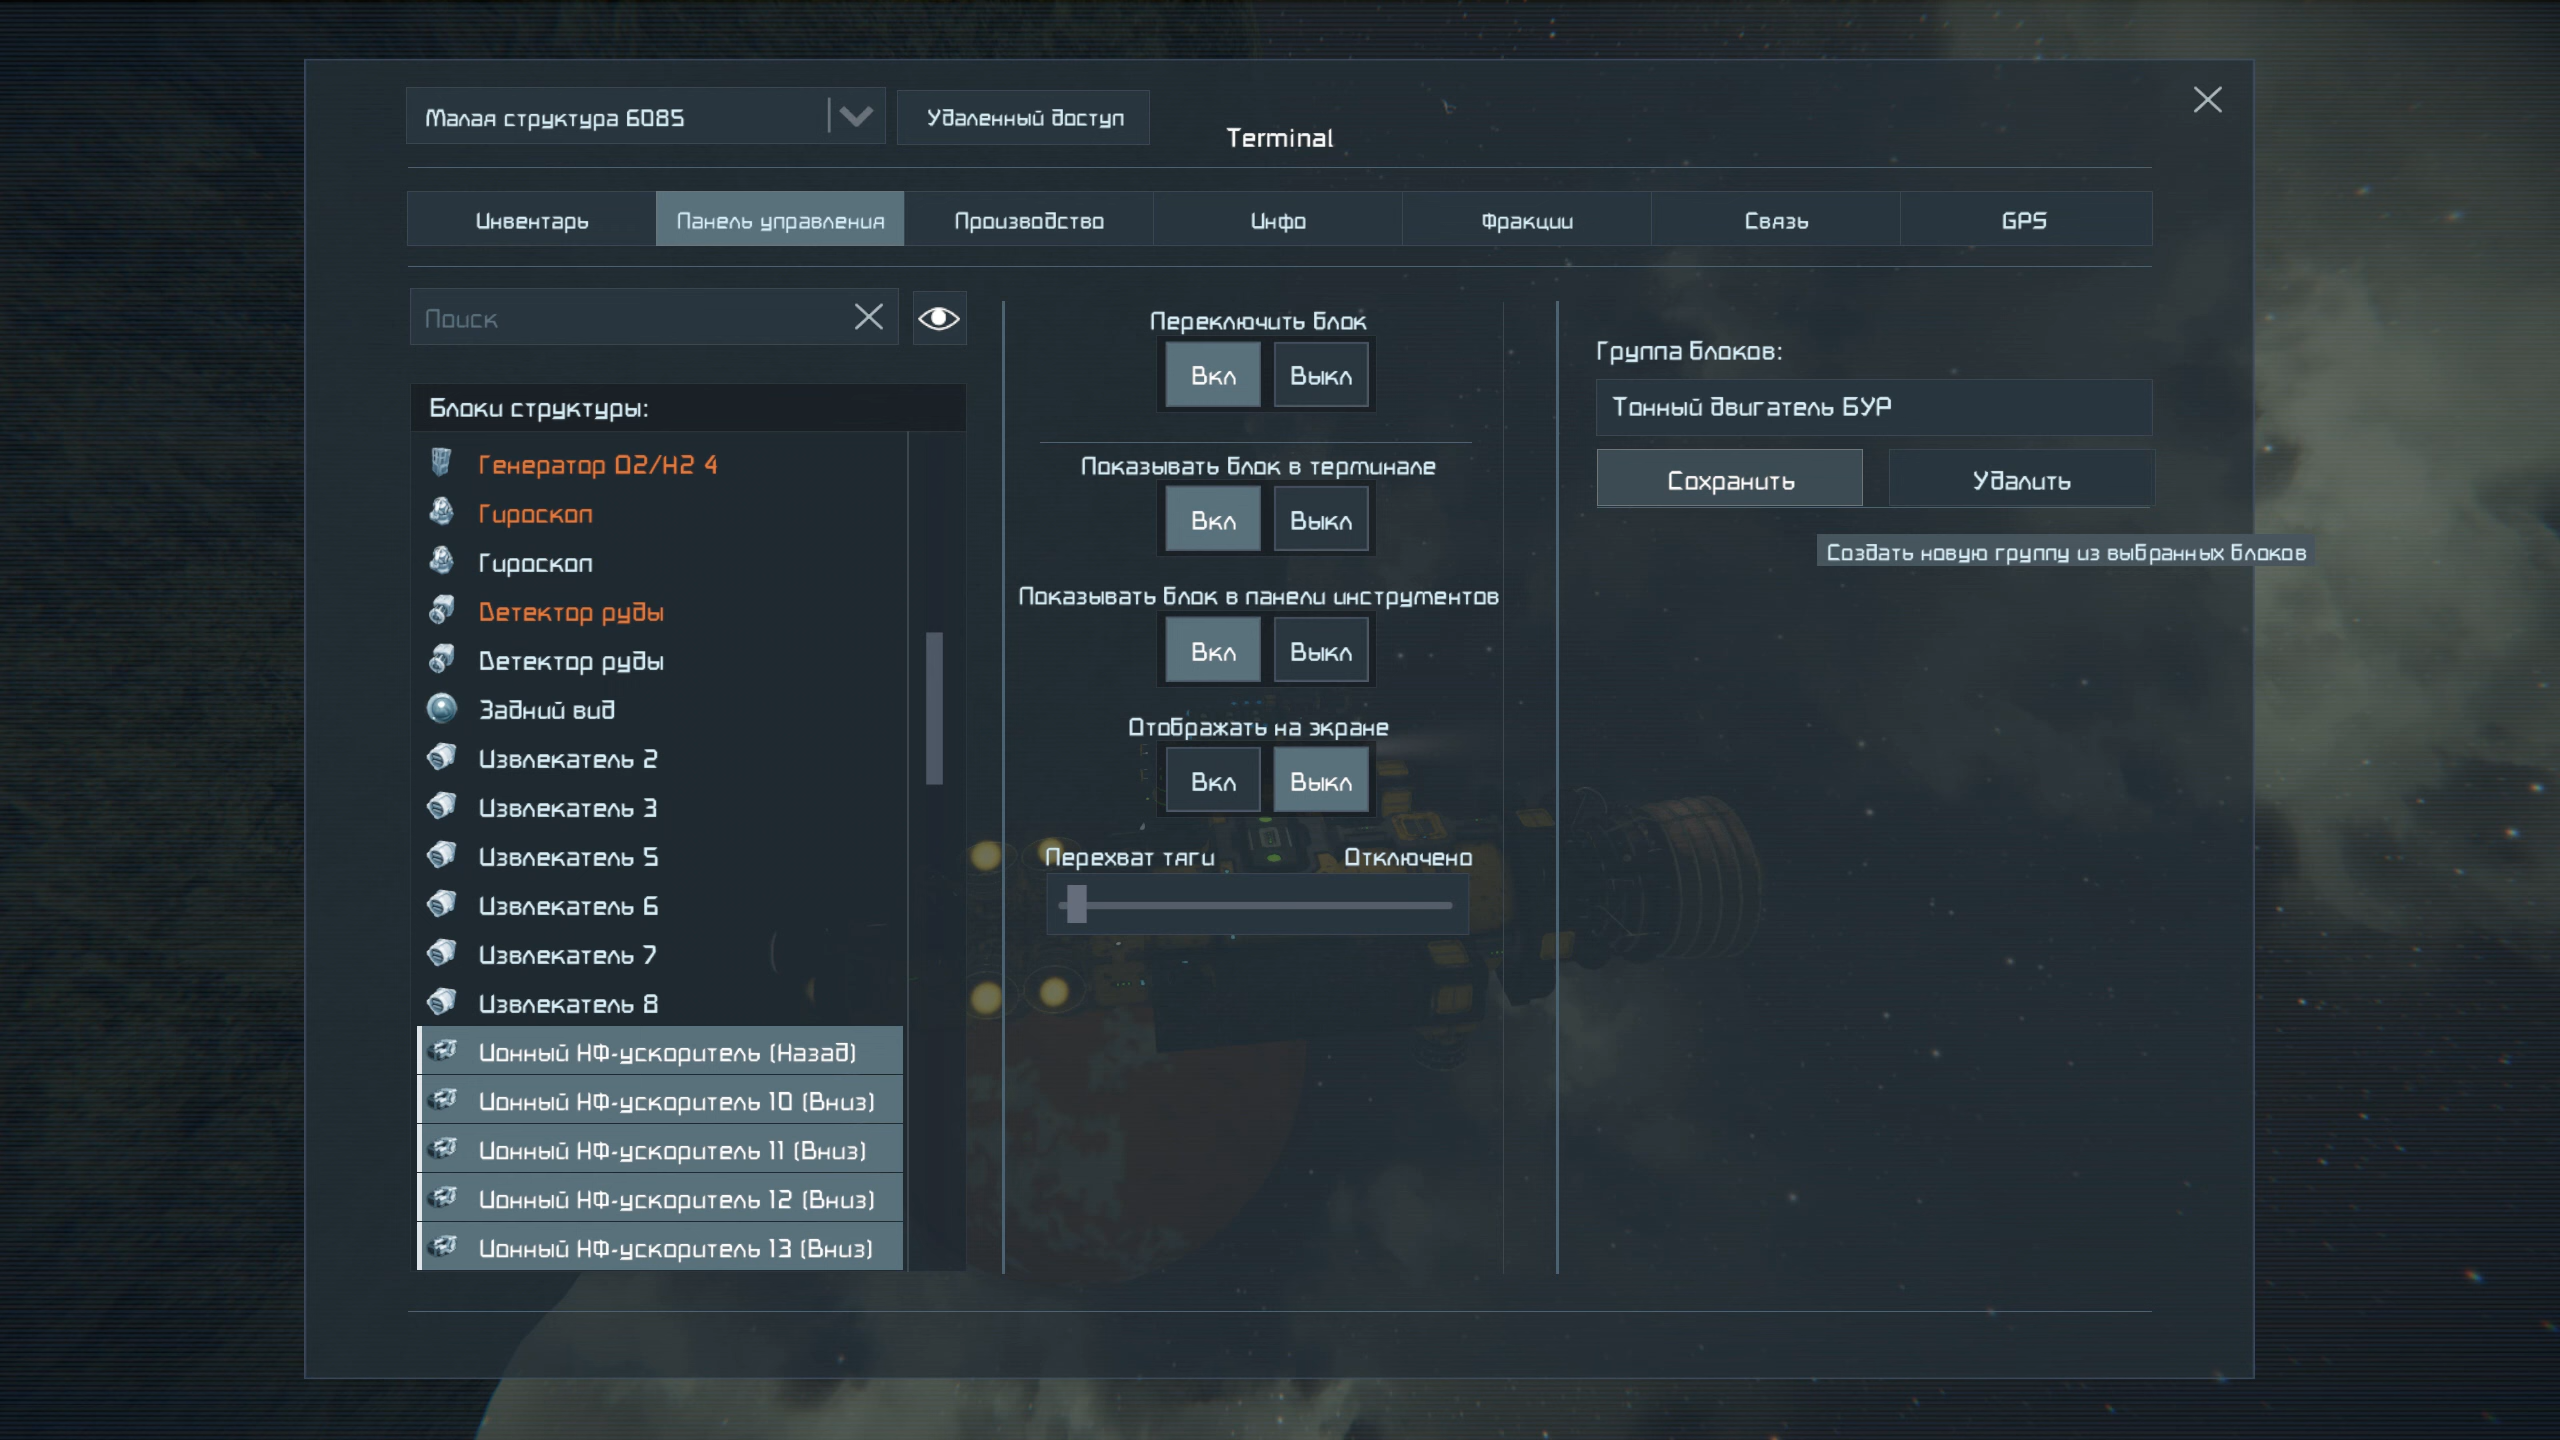 Малая структура 6085
Удаленный доступ
Terminal
Инвентарь
Панель управления
Производство
Инфо
Фракции
Связь
GPS
Поиск
Блоки структуры:
Генератор O2/H2 4
Гироскоп
Гироскоп
Детектор руды
Детектор руды
Задний вид
Извлекатель 2
Извлекатель 3
Извлекатель 5
Извлекатель 6
Извлекатель 7
Извлекатель 8
Ионный НФ-ускоритель (Назад)
Ионный НФ-ускоритель 10 (Вниз)
Ионный НФ-ускоритель 11 (Вниз)
Ионный НФ-ускоритель 12 (Вниз)
Ионный НФ-ускоритель 13 (Вниз)
Переключить блок
Вкл Выкл
Показывать блок в терминале
Вкл Выкл
Показывать блок в панели инструментов
Вкл Выкл
Отображать на экране
Вкл Выкл
Перехват тяги Отключено
Группа блоков:
Тонный двигатель БУР
Сохранить Удалить
Создать новую группу из выбранных блоков